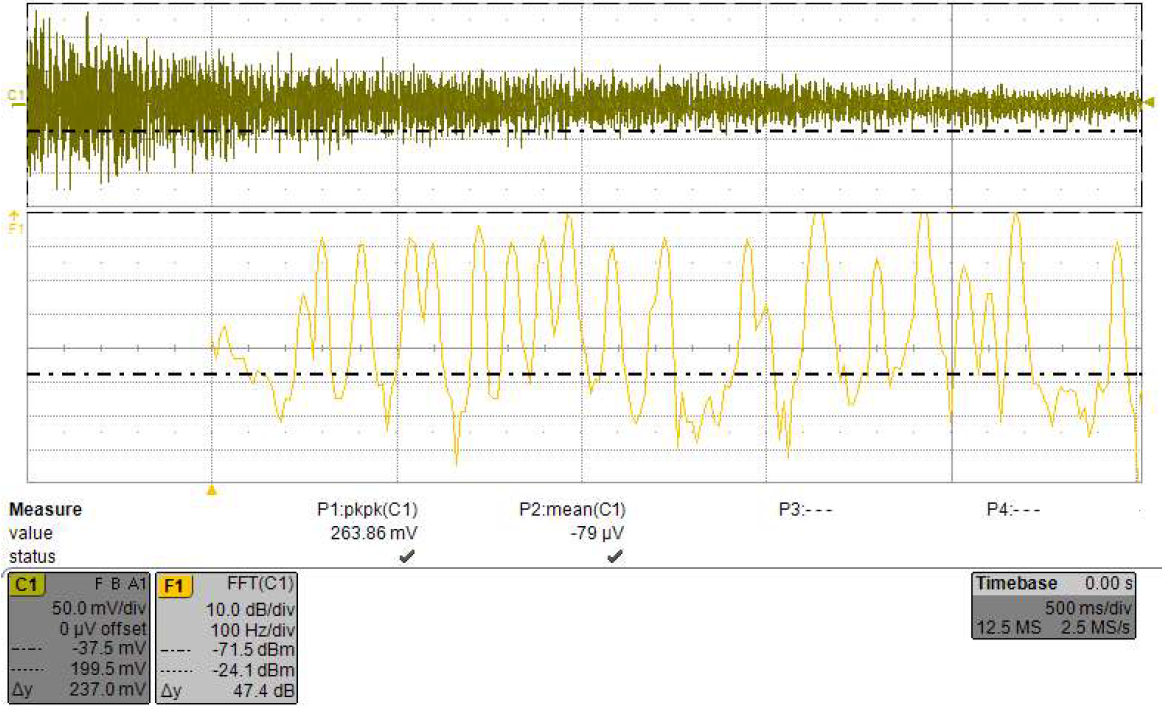 C1
F1
Measure P1:pkpk(C1) P2:mean(C1) P3:--- P4:---
value 263.86 mV -79 µV
status
C1 F B A1 F1 FFT(C1) Timebase 0.00 s
50.0 mV/div 10.0 dB/div 500 ms/div
0 µV offset 100 Hz/div 12.5 MS 2.5 MS/s
-37.5 mV -71.5 dBm
199.5 mV -24.1 dBm
Δy 237.0 mV Δy 47.4 dB